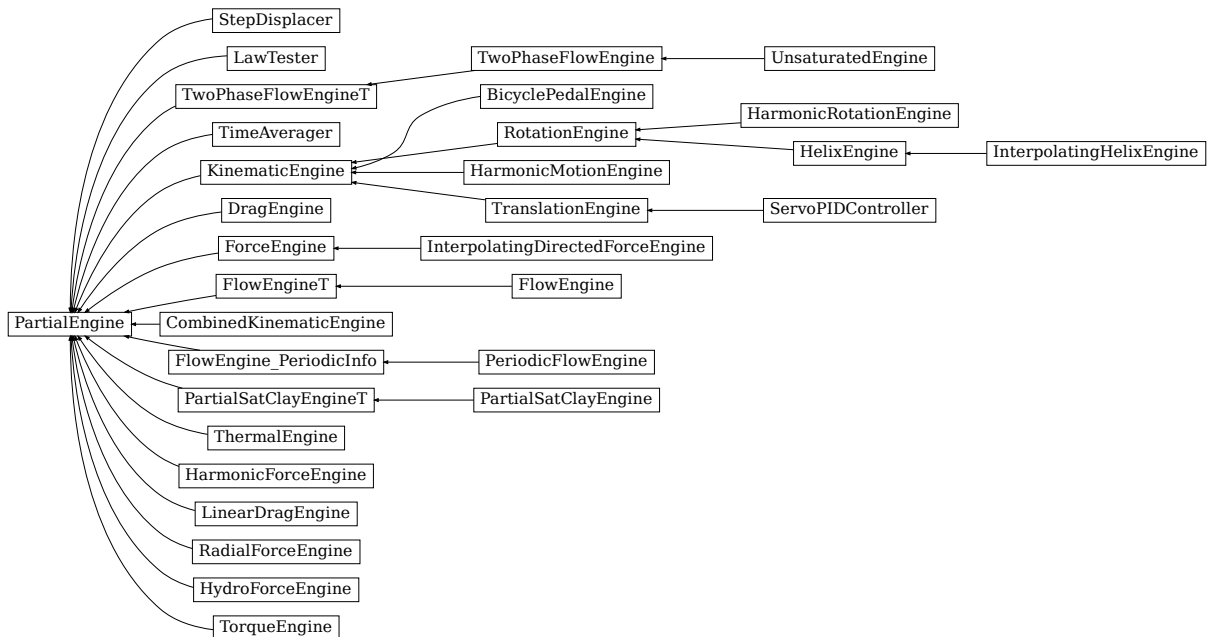 StepDisplacer
LawTester
TwoPhaseFlowEngine
UnsaturatedEngine
TwoPhaseFlowEngineT
BicyclePedalEngine
HarmonicRotationEngine
TimeAverager
RotationEngine
HelixEngine
InterpolatingHelixEngine
KinematicEngine
HarmonicMotionEngine
DragEngine
TranslationEngine
ServoPIDController
ForceEngine
InterpolatingDirectedForceEngine
FlowEngineT
FlowEngine
PartialEngine
CombinedKinematicEngine
FlowEngine_PeriodicInfo
PeriodicFlowEngine
PartialSatClayEngineT
PartialSatClayEngine
ThermalEngine
HarmonicForceEngine
LinearDragEngine
RadialForceEngine
HydroForceEngine
TorqueEngine